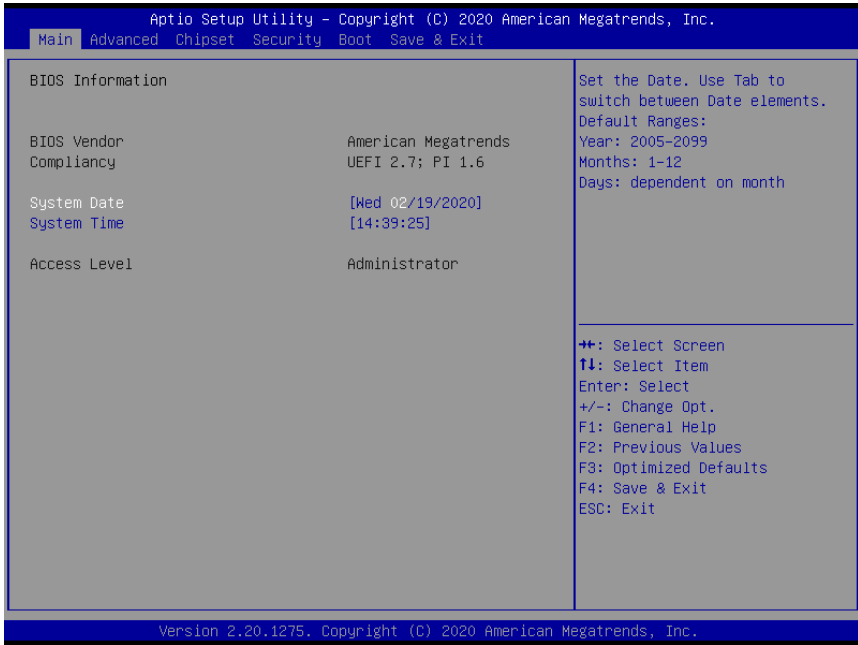 Aptio Setup Utility – Copyright (C) 2020 American Megatrends, Inc.
Main Advanced Chipset Security Boot Save & Exit
BIOS Information
BIOS Vendor American Megatrends
Compliancy UEFI 2.7; PI 1.6
System Date [Wed 02/19/2020]
System Time [14:39:25]
Access Level Administrator
Set the Date. Use Tab to
switch between Date elements.
Default Ranges:
Year: 2005-2099
Months: 1-12
Days: dependent on month
→←: Select Screen
↑↓: Select Item
Enter: Select
+/-: Change Opt.
F1: General Help
F2: Previous Values
F3: Optimized Defaults
F4: Save & Exit
ESC: Exit
Version 2.20.1275. Copyright (C) 2020 American Megatrends, Inc.